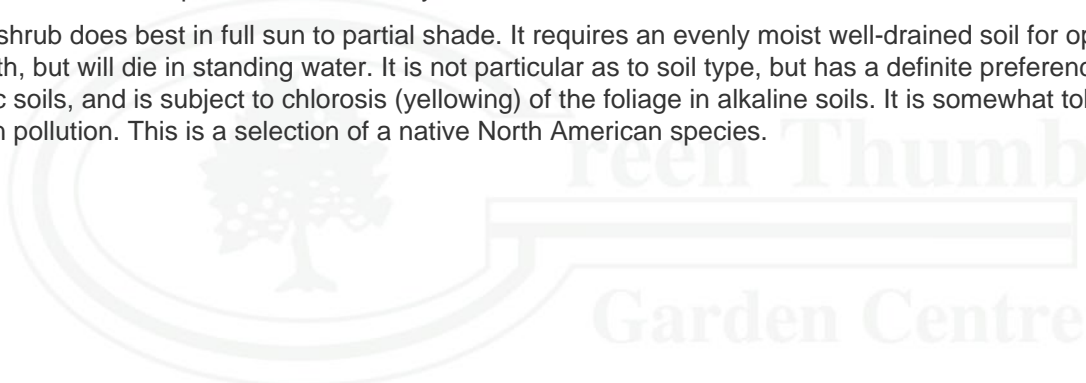 shrub does best in full sun to partial shade. It requires an evenly moist well-drained soil for op
th, but will die in standing water. It is not particular as to soil type, but has a definite preferenc
c soils, and is subject to chlorosis (yellowing) of the foliage in alkaline soils. It is somewhat tol
n pollution. This is a selection of a native North American species.
reen Thumb
Garden Centre